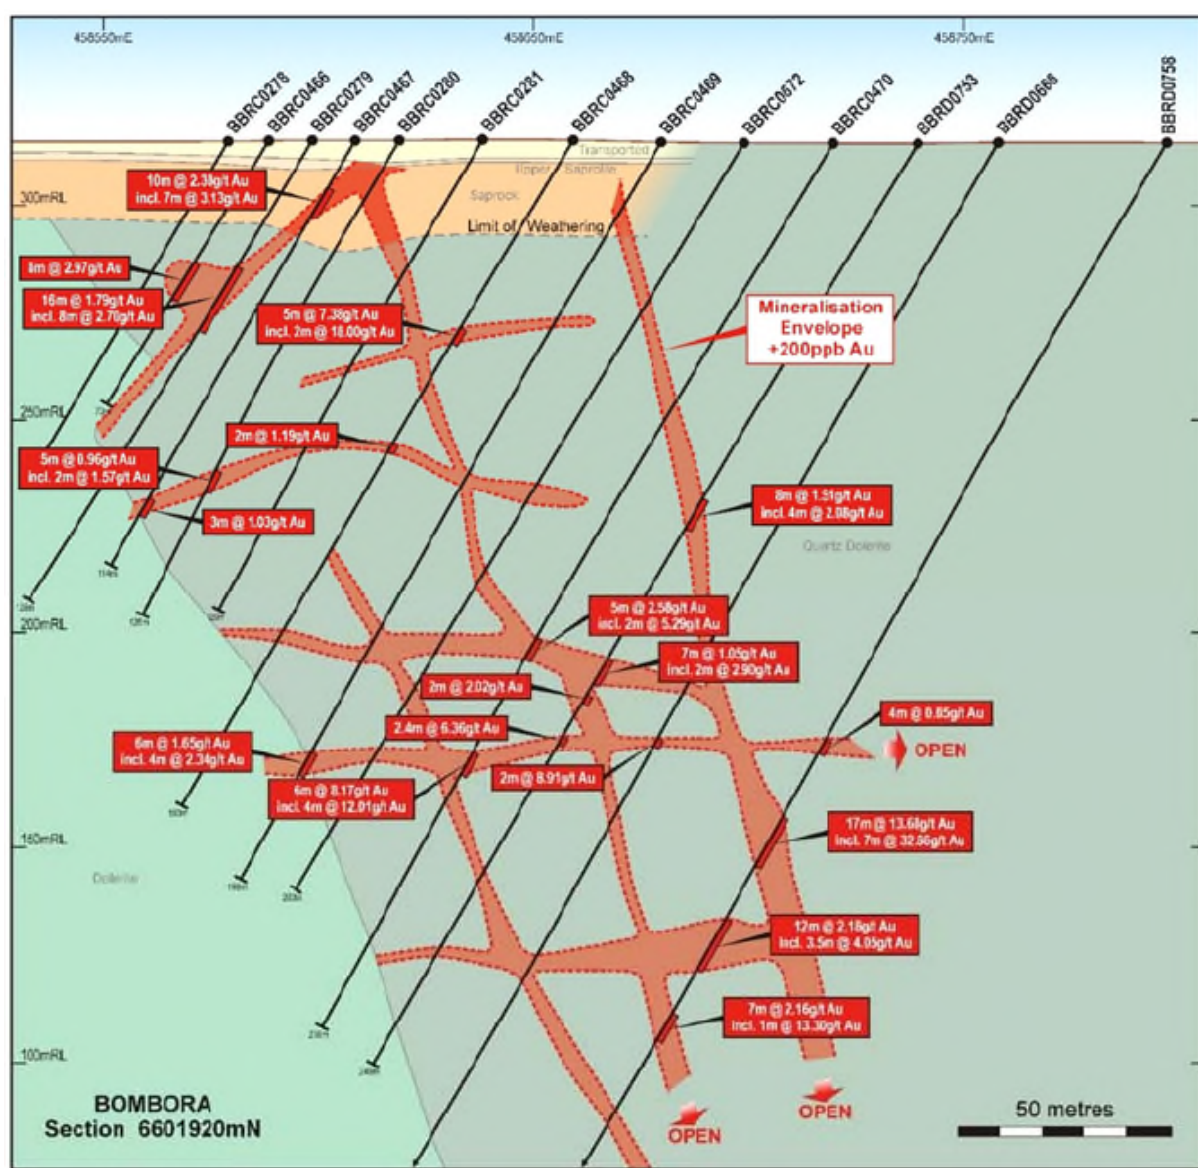 458550mE
458650mE
458750mE
BBRC0278
BBRC0466
BBRC0279
BBRC0467
BBRC0280
BBRC0281
BBRC0468
BBRC0469
BBRC0672
BBRC0470
BBRD0753
BBRD0668
BBRD0758
Transported
Upper Saprolite
Saprock
Limit of Weathering
300mRL
10m @ 2.38g/t Au
incl. 7m @ 3.13g/t Au
8m @ 2.97g/t Au
16m @ 1.79g/t Au
incl. 8m @ 2.70g/t Au
5m @ 7.38g/t Au
incl. 2m @ 18.00g/t Au
Mineralisation
Envelope
+200ppb Au
250mRL
2m @ 1.19g/t Au
5m @ 0.96g/t Au
incl. 2m @ 1.57g/t Au
3m @ 1.03g/t Au
8m @ 1.51g/t Au
incl. 4m @ 2.08g/t Au
Quartz Dolerite
114m
200mRL
5m @ 2.58g/t Au
incl. 2m @ 5.29g/t Au
7m @ 1.05g/t Au
incl. 2m @ 2.90g/t Au
2m @ 2.02g/t Au
4m @ 0.85g/t Au
2.4m @ 6.36g/t Au
OPEN
6m @ 1.65g/t Au
incl. 4m @ 2.34g/t Au
2m @ 8.91g/t Au
6m @ 8.17g/t Au
incl. 4m @ 12.01g/t Au
17m @ 13.68g/t Au
incl. 7m @
150mRL
Dolerite
12m @ 2.18g/t Au
incl. 3.5m @ 4.05g/t Au
7m @ 2.16g/t Au
incl. 1m @ 13.30g/t Au
100mRL
BOMBORA
Section 6601920mN
OPEN
OPEN
50 metres